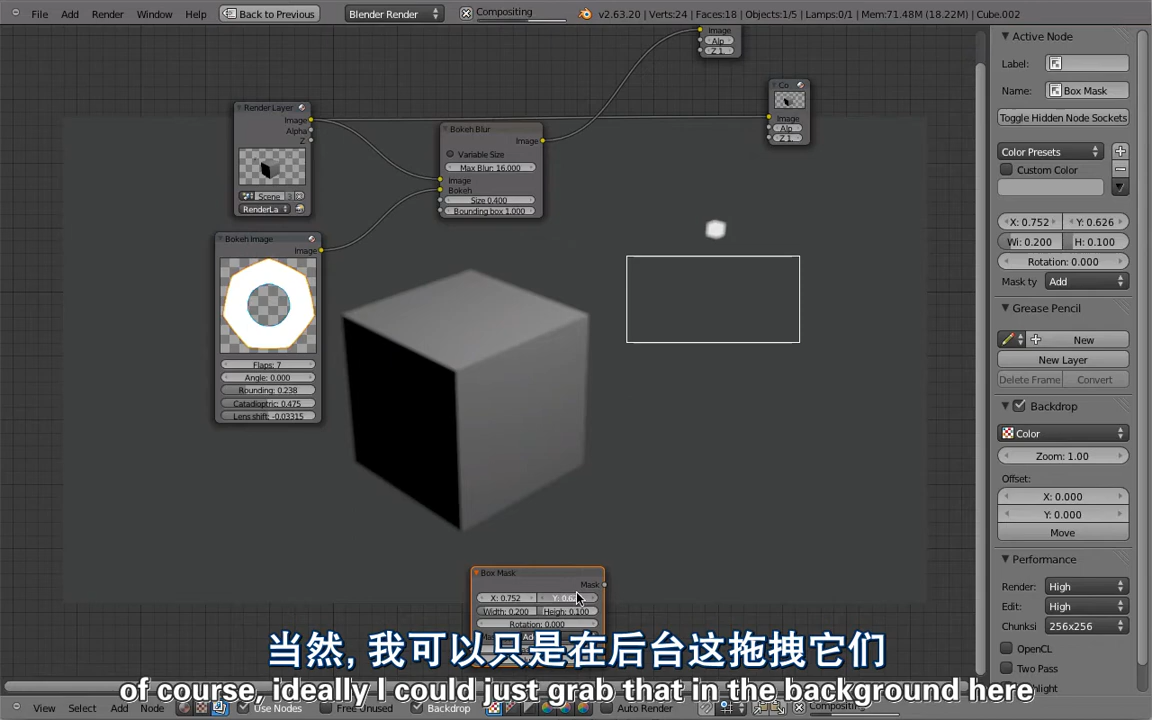 File Add Render Window Help Back to Previous Blender Render Compositing v2.63.20 | Verts:24 | Faces:18 | Objects:1/5 | Lamps:0/1 | Mem:71.48M (18.22M) | Cube.002
Image
Alp
Z
Co
Image
Alp
Z
Render Layer
Image
Alpha
Z
Scene
RenderLa
Bokeh Blur
Image
Variable Size
Max Blur: 16.000
Image
Bokeh
Size 0.400
Bounding box 1.000
Bokeh Image
Image
Flaps: 7
Angle: 0.000
Rounding: 0.238
Catadioptric: 0.475
Lens shift: -0.03315
Box Mask
Mask
X: 0.752
Width: 0.200 Heigh: 0.100
Rotation: 0.000
Active Node
Label:
Name: Box Mask
Toggle Hidden Node Sockets
Color Presets
Custom Color
X: 0.752 Y: 0.626
Wi: 0.200 H: 0.100
Rotation: 0.000
Mask ty Add
Grease Pencil
New
New Layer
Delete Frame Convert
Backdrop
Color
Zoom: 1.00
Offset:
X: 0.000
Y: 0.000
Move
Performance
Render: High
Edit: High
Chunksi 256x256
OpenCL
Two Pass
当然, 我可以只是在后台这拖拽它们
of course, ideally I could just grab that in the background here
View Select Add Node Use Nodes Free Unused Backdrop Auto Render Compositing